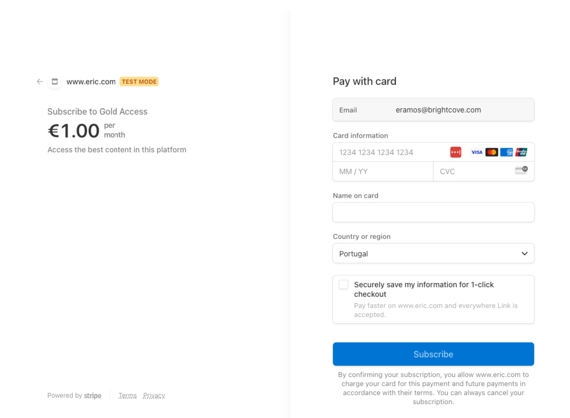 www.eric.com TEST MODE
Subscribe to Gold Access
€1.00 per
month
Access the best content in this platform
Powered by stripe
Terms Privacy
Pay with card
Email eramos@brightcove.com
Card information
1234 1234 1234 1234 VISA
MM / YY CVC
Name on card
Country or region
Portugal
Securely save my information for 1-click
checkout
Pay faster on www.eric.com and everywhere Link is
accepted.
Subscribe
By confirming your subscription, you allow www.eric.com to
charge your card for this payment and future payments in
accordance with their terms. You can always cancel your
subscription.